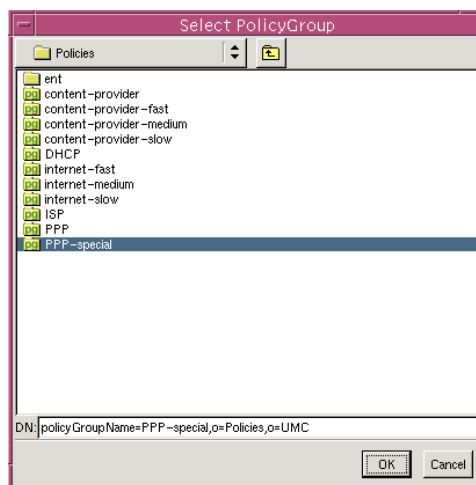 Select PolicyGroup
Policies
ent
pg content-provider
pg content-provider-fast
pg content-provider-medium
pg content-provider-slow
pg DHCP
pg internet-fast
pg internet-medium
pg internet-slow
pg ISP
pg PPP
pg PPP-special
DN: policyGroupName=PPP-special,o=Policies,o=UMC
OK Cancel